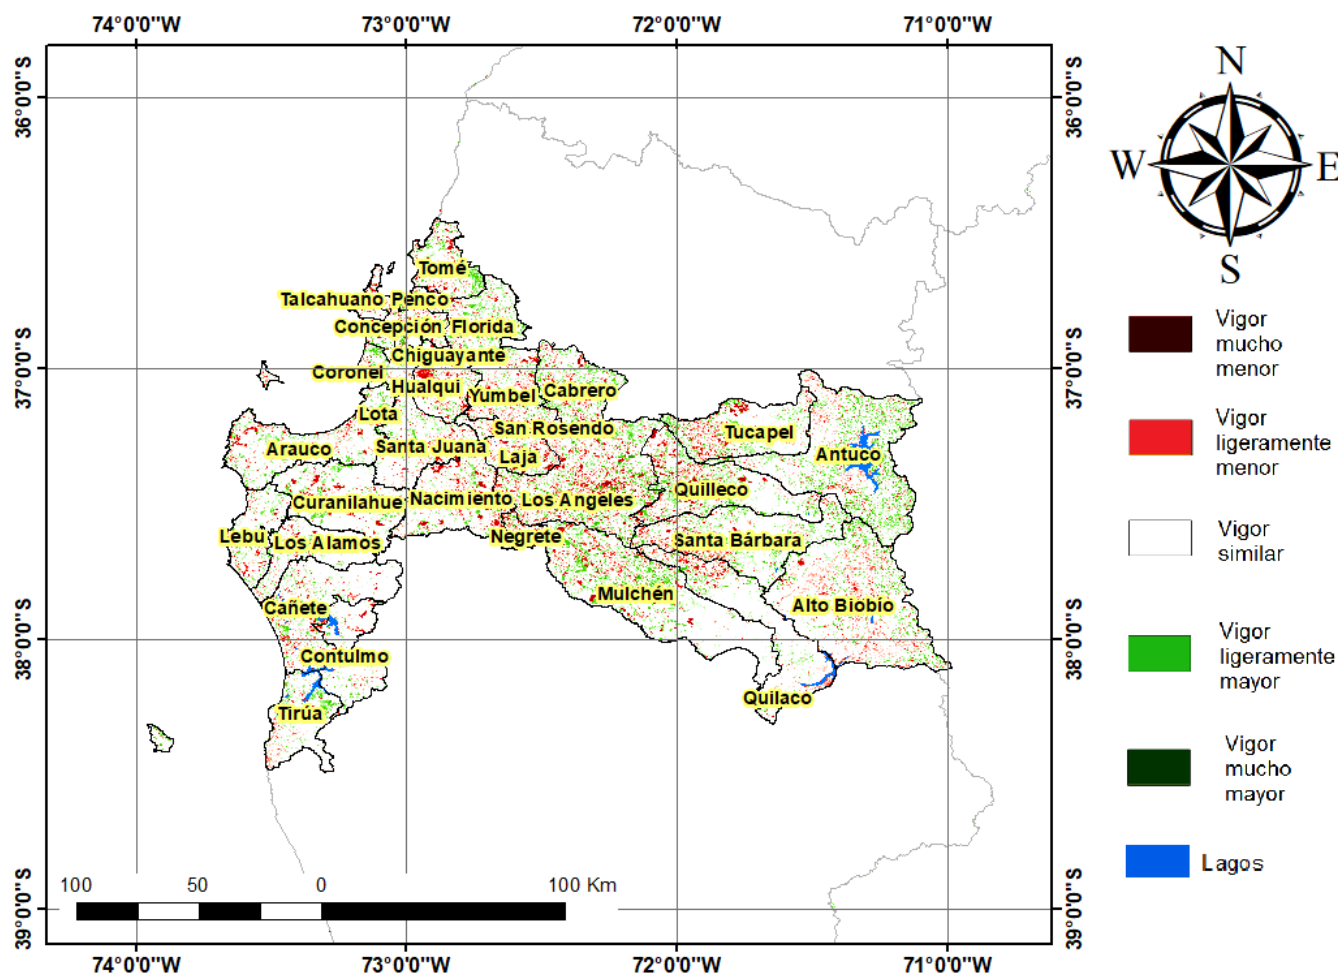 74°0'0"W 73°0'0"W 72°0'0"W 71°0'0"W
36°0'0"S 36°0'0"S
N
W E
S
Tomé
Talcahuano Penco
Concepción Florida
Chiguayante
Coronel
Hualqui
Yumbel Cabrero
37°0'0"S 37°0'0"S
Lota
San Rosendo
Tucapel
Arauco Santa Juana Laja Antuco
Quilleco
Curanilahue Nacimiento Los Angeles
Lebu Los Alamos Negrete Santa Bárbara
Cañete Mulchén Alto Biobio
38°0'0"S 38°0'0"S
Contulmo
Quilaco
Tirúa
100 50 0 100 Km
39°0'0"S 39°0'0"S
74°0'0"W 73°0'0"W 72°0'0"W 71°0'0"W
Vigor
mucho
menor
Vigor
ligeramente
menor
Vigor
similar
Vigor
ligeramente
mayor
Vigor
mucho
mayor
Lagos